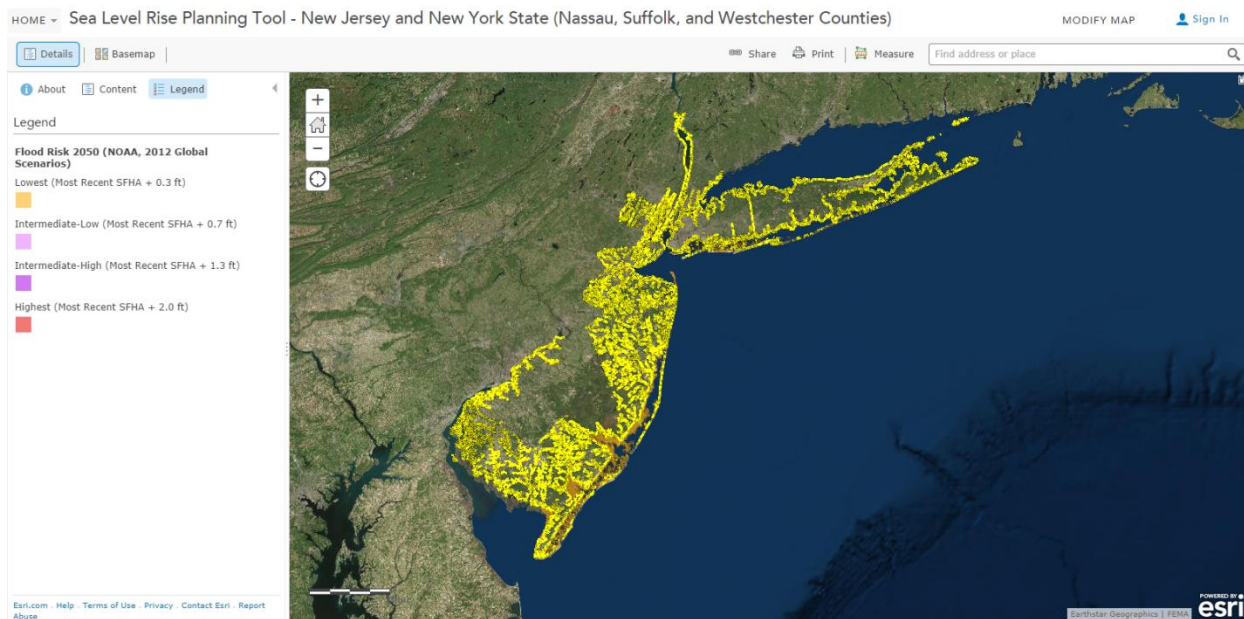 HOME Sea Level Rise Planning Tool - New Jersey and New York State (Nassau, Suffolk, and Westchester Counties) MODIFY MAP Sign In
Details Basemap Share Print Measure Find address or place
About Content Legend
Legend
Flood Risk 2050 (NOAA, 2012 Global
Scenarios)
Lowest (Most Recent SFHA + 0.3 ft)
Intermediate-Low (Most Recent SFHA + 0.7 ft)
Intermediate-High (Most Recent SFHA + 1.3 ft)
Highest (Most Recent SFHA + 2.0 ft)
Esri.com . Help . Terms of Use . Privacy . Contact Esri . Report
Abuse
Earthstar Geographics | FEMA
POWERED BY
esri